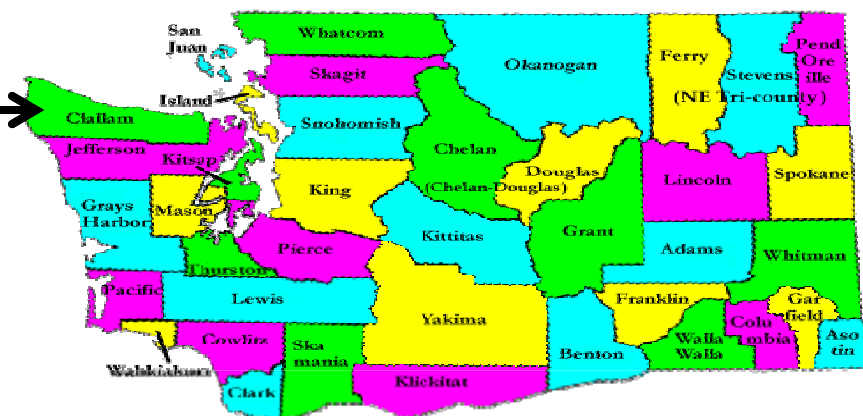 San
Juan
Whatcom
Skagit
Island
Okanogan
Ferry
Stevens
Pend
Ore
ille
(NE Tri-county)
Clallam
Snohomish
Chelan
Jefferson
Kitsap
Douglas
(Chelan-Douglas)
Lincoln
Spokane
King
Grays
Harbor
Mason
Kittitas
Grant
Adams
Whitman
Pierce
Thurston
Pacific
Lewis
Yakima
Franklin
Gar
field
Benton
Walla
Walla
Colu
mbia
Aso
tin
Cowlitz
Ska
mania
Wahkiakum
Clark
Klickitat